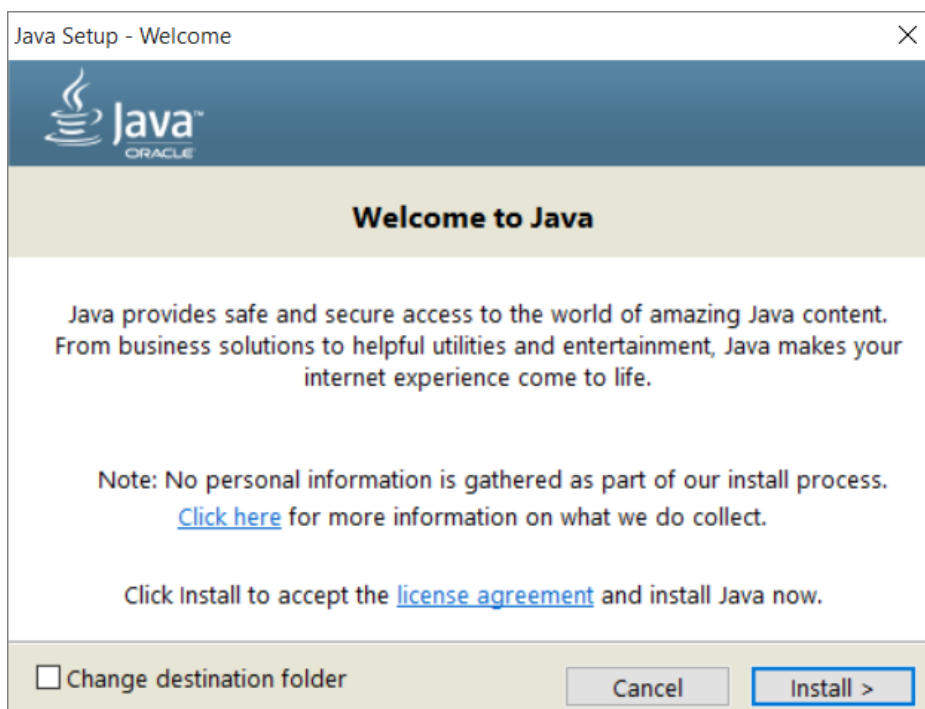 Java Setup - Welcome
Java™
ORACLE
Welcome to Java
Java provides safe and secure access to the world of amazing Java content.
From business solutions to helpful utilities and entertainment, Java makes your
internet experience come to life.
Note: No personal information is gathered as part of our install process.
Click here for more information on what we do collect.
Click Install to accept the license agreement and install Java now.
Change destination folder
Cancel
Install >